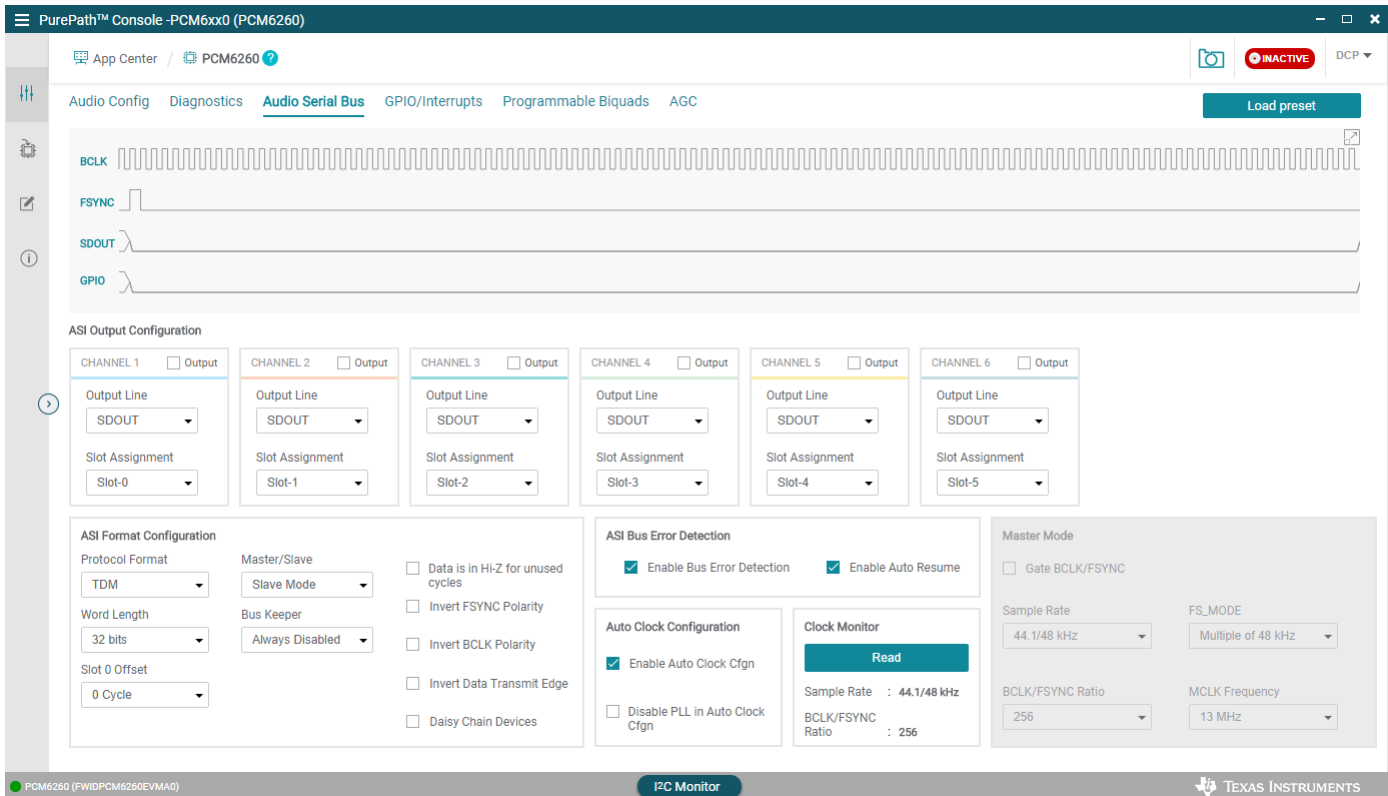 PurePath™ Console -PCM6xx0 (PCM6260)
App Center / PCM6260 ?
INACTIVE
DCP
Audio Config Diagnostics Audio Serial Bus GPIO/Interrupts Programmable Biquads AGC
Load preset
BCLK
FSYNC
SDOUT
GPIO
ASI Output Configuration
CHANNEL 1 Output CHANNEL 2 Output CHANNEL 3 Output CHANNEL 4 Output CHANNEL 5 Output CHANNEL 6 Output
Output Line Output Line Output Line Output Line Output Line Output Line
SDOUT SDOUT SDOUT SDOUT SDOUT SDOUT
Slot Assignment Slot Assignment Slot Assignment Slot Assignment Slot Assignment Slot Assignment
Slot-0 Slot-1 Slot-2 Slot-3 Slot-4 Slot-5
ASI Format Configuration
Protocol Format
TDM
Word Length
32 bits
Slot 0 Offset
0 Cycle
Master/Slave
Slave Mode
Bus Keeper
Always Disabled
Data is in Hi-Z for unused
cycles
Invert FSYNC Polarity
Invert BCLK Polarity
Invert Data Transmit Edge
Daisy Chain Devices
ASI Bus Error Detection
Enable Bus Error Detection Enable Auto Resume
Auto Clock Configuration
Enable Auto Clock Cfgn
Disable PLL in Auto Clock
Cfgn
Clock Monitor
Read
Sample Rate : 44.1/48 kHz
BCLK/FSYNC
Ratio : 256
Master Mode
Gate BCLK/FSYNC
Sample Rate FS_MODE
44.1/48 kHz Multiple of 48 kHz
BCLK/FSYNC Ratio MCLK Frequency
256 13 MHz
PCM6260 (FWIDPCM6260EVMA0)
I²C Monitor
TEXAS INSTRUMENTS